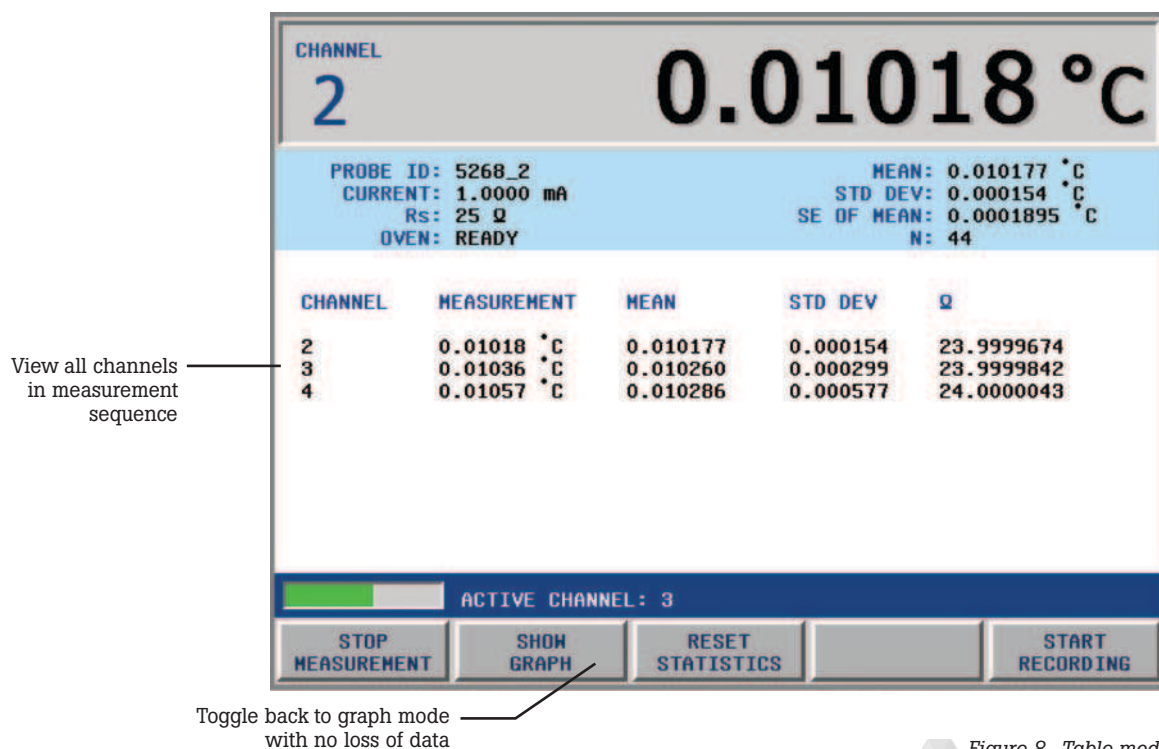 CHANNEL
2
0.01018 °C
PROBE ID: 5268_2
CURRENT: 1.0000 mA
Rs: 25 Ω
OVEN: READY
MEAN: 0.010177 °C
STD DEV: 0.000154 °C
SE OF MEAN: 0.0001895 °C
N: 44
CHANNEL MEASUREMENT MEAN STD DEV Ω
2 0.01018 °C 0.010177 0.000154 23.9999674
3 0.01036 °C 0.010260 0.000299 23.9999842
4 0.01057 °C 0.010286 0.000577 24.0000043
View all channels
in measurement
sequence
ACTIVE CHANNEL: 3
STOP
MEASUREMENT
SHOW
GRAPH
RESET
STATISTICS
START
RECORDING
Toggle back to graph mode
with no loss of data
Figure 8. Table mod